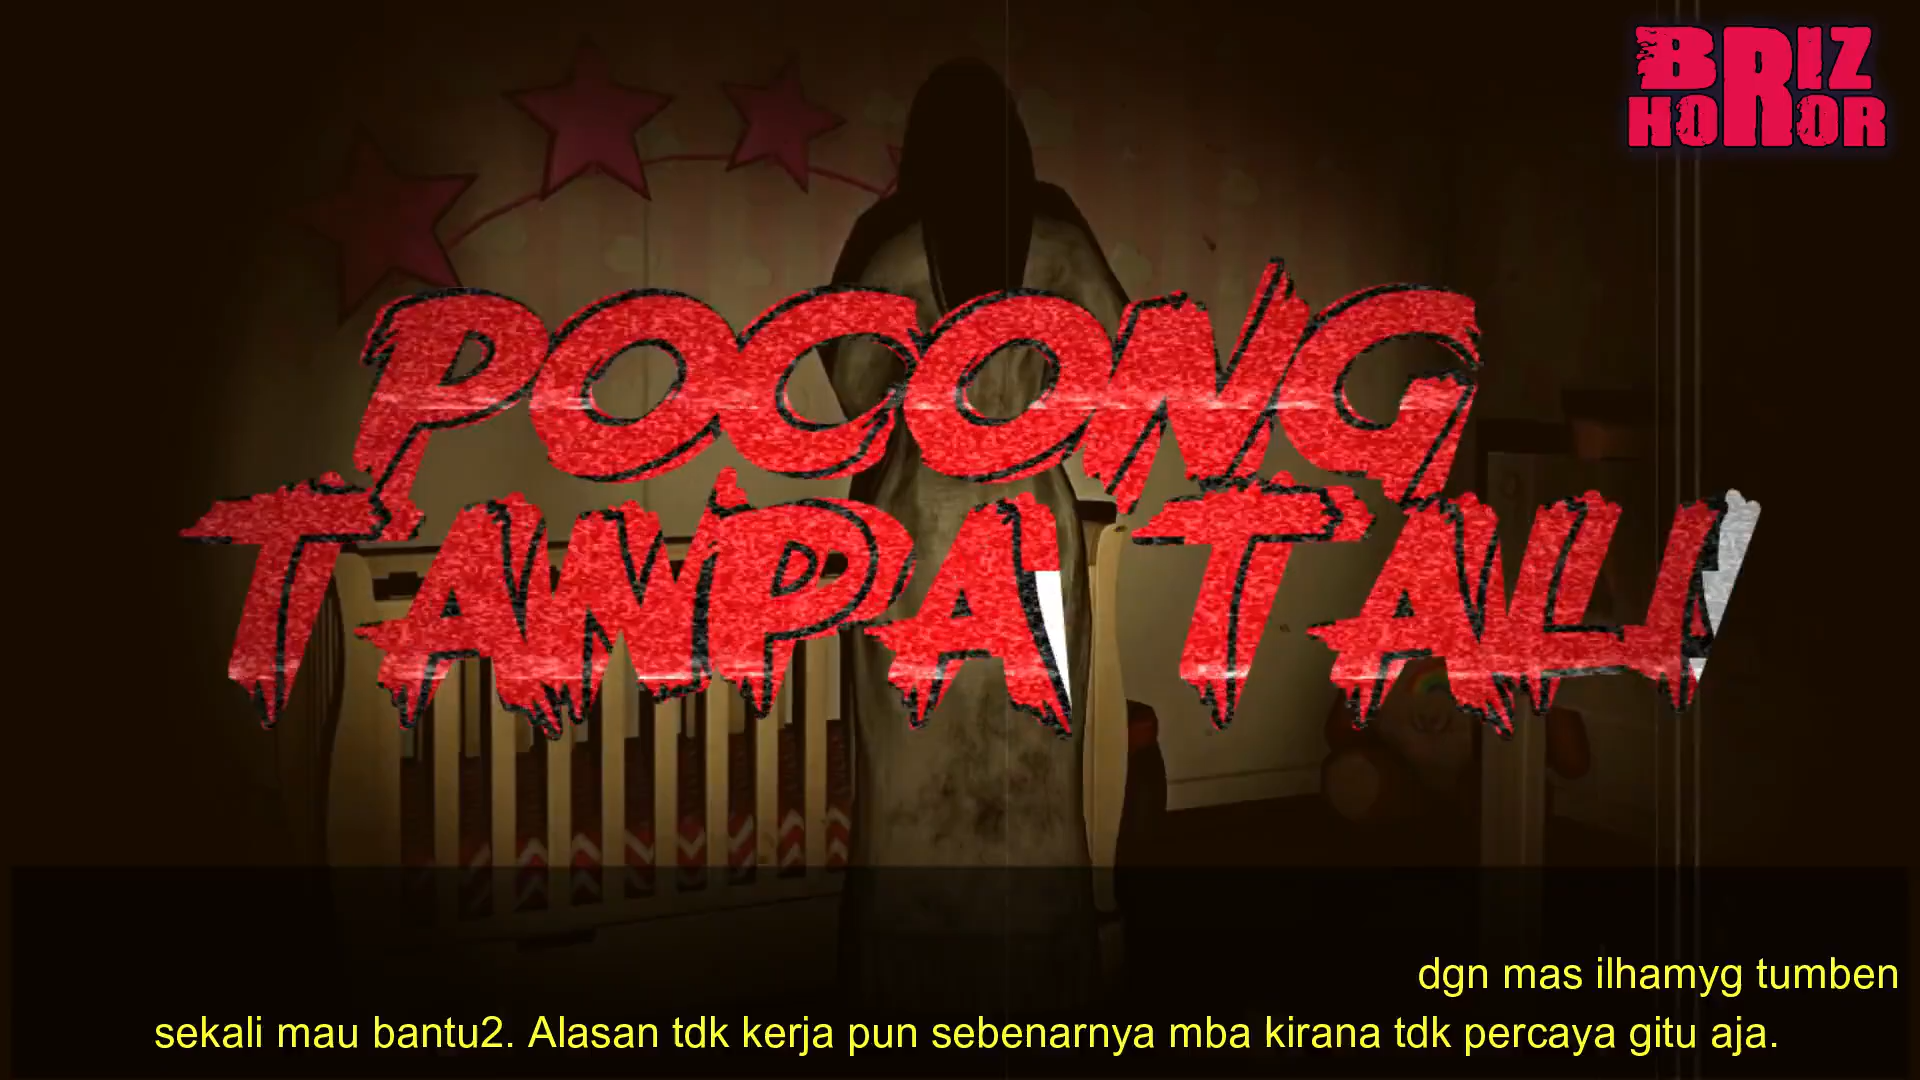 BRIZ
HOROR
POCONG
TANPA TALI
dgn mas ilhamyg tumben
sekali mau bantu2. Alasan tdk kerja pun sebenarnya mba kirana tdk percaya gitu aja.